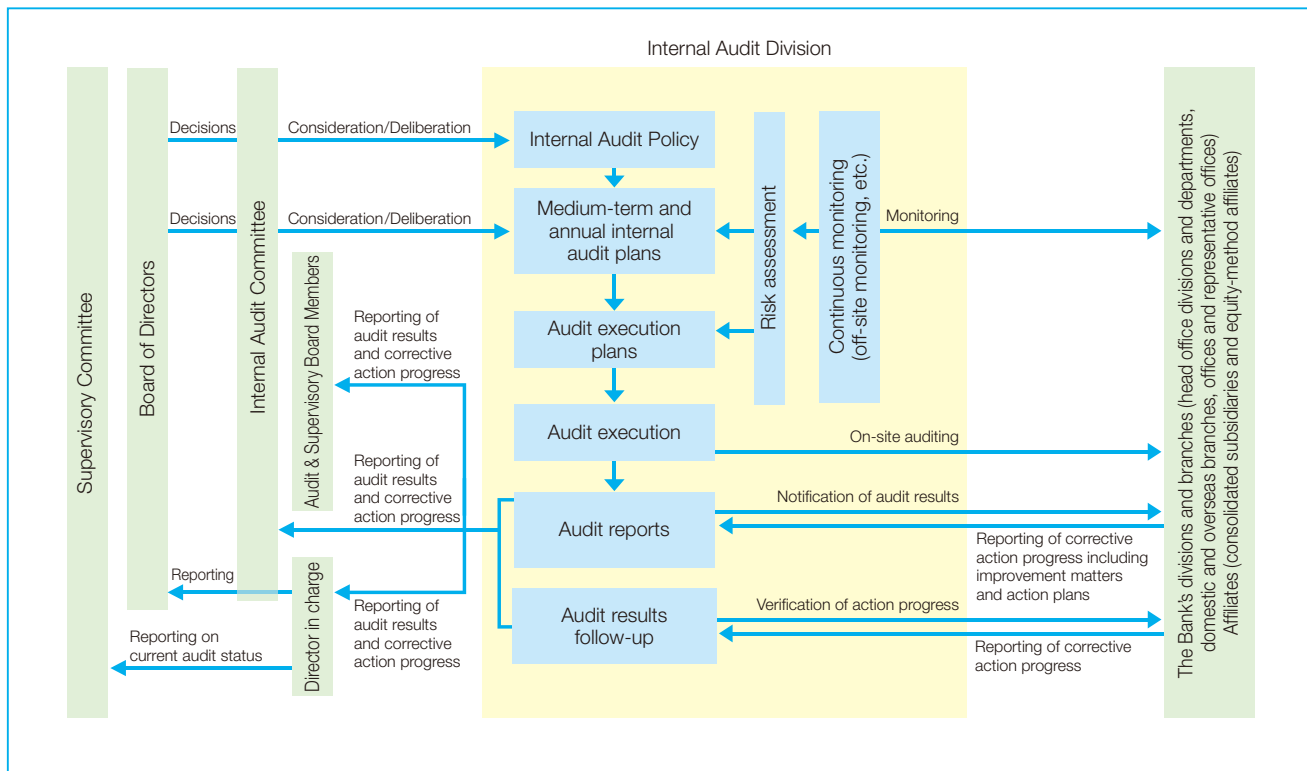 Internal Audit Division
Supervisory Committee
Board of Directors
Internal Audit Committee
Decisions
Consideration/Deliberation
Internal Audit Policy
Decisions
Consideration/Deliberation
Medium-term and
annual internal
audit plans
Risk assessment
Continuous monitoring
(off-site monitoring, etc.)
Monitoring
The Bank's divisions and branches (head office divisions and departments,
domestic and overseas branches, offices and representative offices)
Affiliates (consolidated subsidiaries and equity-method affiliates)
Audit & Supervisory Board Members
Reporting of
audit results
and corrective
action progress
Audit execution
plans
Audit execution
On-site auditing
Reporting of
audit results
and corrective
action progress
Audit reports
Notification of audit results
Reporting of corrective
action progress including
improvement matters
and action plans
Reporting
Director in charge
Reporting of
audit results
and corrective
action progress
Audit results
follow-up
Verification of action progress
Reporting of corrective
action progress
Reporting on
current audit status